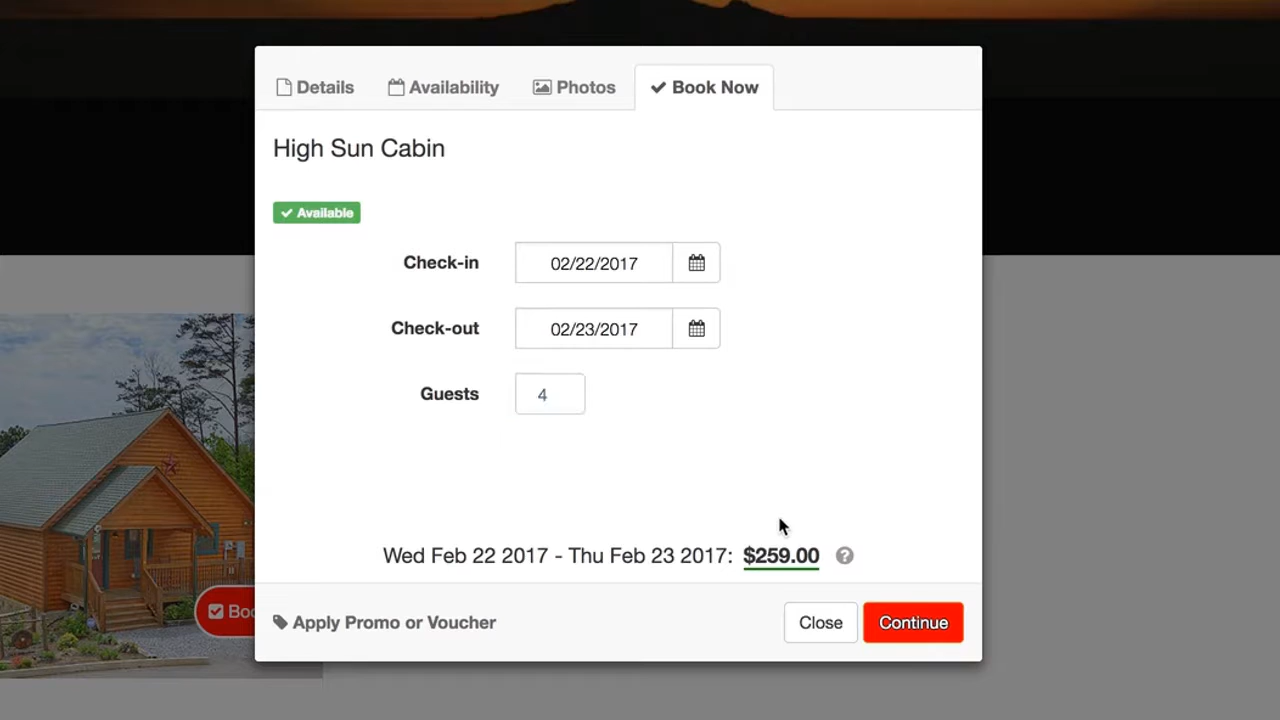 Details Availability Photos Book Now
High Sun Cabin
Available
Check-in 02/22/2017
Check-out 02/23/2017
Guests 4
Wed Feb 22 2017 - Thu Feb 23 2017: $259.00 ?
Apply Promo or Voucher Close Continue